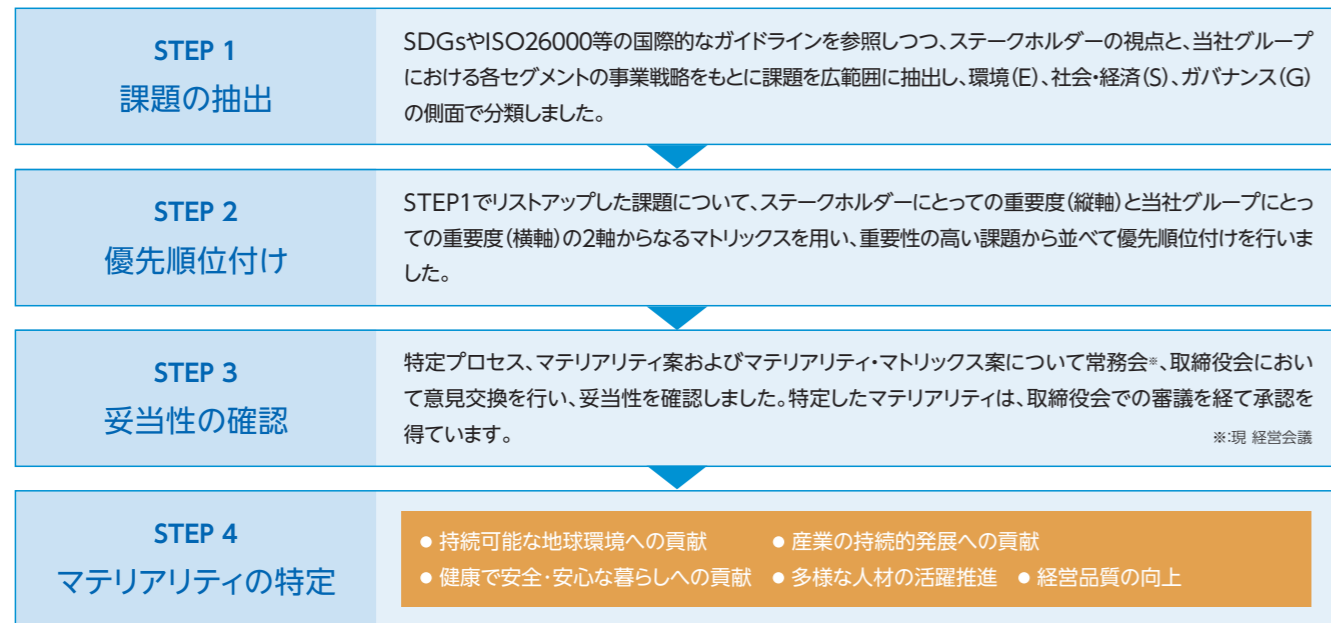 STEP 1
課題の抽出
SDGsやISO26000等の国際的なガイドラインを参照しつつ、ステークホルダーの視点と、当社グループ
における各セグメントの事業戦略をもとに課題を広範囲に抽出し、環境(E)、社会・経済(S)、ガバナンス(G)
の側面で分類しました。
STEP 2
優先順位付け
STEP1でリストアップした課題について、ステークホルダーにとっての重要度(縦軸)と当社グループにとっ
ての重要度(横軸)の2軸からなるマトリックスを用い、重要性の高い課題から並べて優先順位付けを行いま
した。
STEP 3
妥当性の確認
特定プロセス、マテリアリティ案およびマテリアリティ・マトリックス案について常務会※、取締役会におい
て意見交換を行い、妥当性を確認しました。特定したマテリアリティは、取締役会での審議を経て承認を
得ています。
※:現 経営会議
STEP 4
マテリアリティの特定
● 持続可能な地球環境への貢献 ● 産業の持続的発展への貢献
● 健康で安全・安心な暮らしへの貢献 ● 多様な人材の活躍推進 ● 経営品質の向上